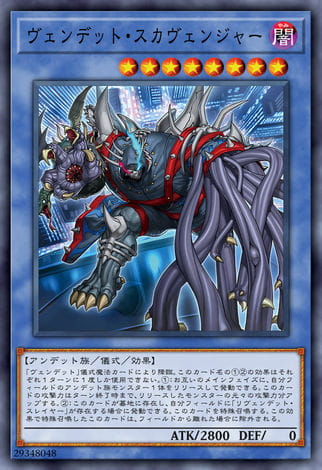 ヴェンデット・スカヴェンジャー
やみ
闇
【アンデット族／儀式／効果】
「ヴェンデット」儀式魔法カードにより降臨。このカード名の①②の効果はそれ
ぞれ1ターンに1度しか使用できない。①：お互いのメインフェイズに、自分フ
ィールドのアンデット族モンスター1体をリリースして発動できる。このカード
の攻撃力はターン終了時まで、リリースしたモンスターの元々の攻撃力分アッ
プする。②：このカードが墓地に存在し、自分フィールドに「リヴェンデット・
スレイヤー」が存在する場合に発動できる。このカードを特殊召喚する。この効
果で特殊召喚したこのカードは、フィールドから離れた場合に除外される。
ATK/2800 DEF/ 0
29348048